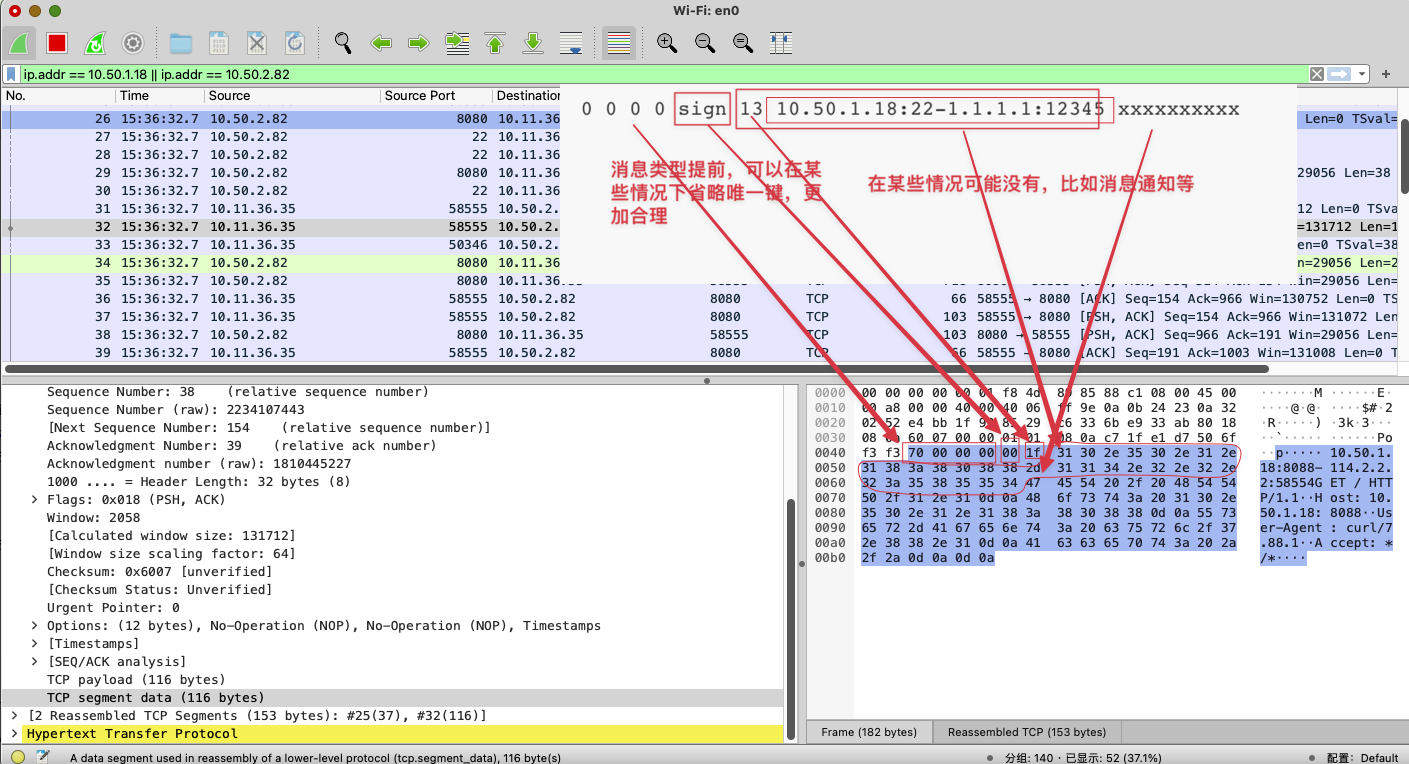 Wi-Fi: en0
ip.addr == 10.50.1.18 || ip.addr == 10.50.2.82
No. Time Source Source Port Destination
0 0 0 0 sign 13 10.50.1.18:22-1.1.1.1:12345 xxxxxxxxxx
消息类型提前，可以在某
些情况下省略唯一键，更
加合理
在某些情况可能没有，比如消息通知等
26 15:36:32.7 10.50.2.82 8080 10.11.36 Len=0 TSval=
27 15:36:32.7 10.50.2.82 22 10.11.36
28 15:36:32.7 10.50.2.82 22 10.11.36
29 15:36:32.7 10.50.2.82 8080 10.11.36 29056 Len=38
30 15:36:32.7 10.50.2.82 22 10.11.36
31 15:36:32.7 10.11.36.35 58555 10.50.2. 12 Len=0 TSva
32 15:36:32.7 10.11.36.35 58555 10.50.2. =131712 Len=1
33 15:36:32.7 10.11.36.35 50346 10.50.2. en=0 TSval=38
34 15:36:32.7 10.50.2.82 8080 10.11.36 n=29056 Len=2
35 15:36:32.7 10.50.2.82 8080 10.11.36.35
36 15:36:32.7 10.11.36.35 58555 10.50.2.82 8080 TCP 66 58555 → 8080 [ACK] Seq=154 Ack=966 Win=130752 Len=0 TS
37 15:36:32.7 10.11.36.35 58555 10.50.2.82 8080 TCP 103 58555 → 8080 [PSH, ACK] Seq=154 Ack=966 Win=131072 Len
38 15:36:32.7 10.50.2.82 8080 10.11.36.35 58555 TCP 103 8080 → 58555 [PSH, ACK] Seq=966 Ack=191 Win=29056 Len=
39 15:36:32.7 10.11.36.35 58555 10.50.2.82 8080 TCP 66 58555 → 8080 [ACK] Seq=191 Ack=1003 Win=131008 Len=0 T
Sequence Number: 38 (relative sequence number)
Sequence Number (raw): 2234107443
[Next Sequence Number: 154 (relative sequence number)]
Acknowledgment Number: 39 (relative ack number)
Acknowledgment number (raw): 1810445227
1000 .... = Header Length: 32 bytes (8)
Flags: 0x018 (PSH, ACK)
Window: 2058
[Calculated window size: 131712]
[Window size scaling factor: 64]
Checksum: 0x6007 [unverified]
[Checksum Status: Unverified]
Urgent Pointer: 0
Options: (12 bytes), No-Operation (NOP), No-Operation (NOP), Timestamps
[Timestamps]
[SEQ/ACK analysis]
TCP payload (116 bytes)
TCP segment data (116 bytes)
[2 Reassembled TCP Segments (153 bytes): #25(37), #32(116)]
Hypertext Transfer Protocol
0000 00 00 00 00 00 01 f8 4d 89 85 88 c1 08 00 45 00 ·······M ······E·
0010 00 a8 00 00 40 00 40 06 ff 9e 0a 0b 24 23 0a 32 ····@·@· ····$#·2
0020 02 52 e4 bb 1f 90 85 29 c6 33 6b e9 33 ab 80 18 ·R·····) ·3k·3···
0030 08 0a 60 07 00 00 01 01 08 0a c7 1f e1 d7 50 6f ··`····· ······Po
0040 f3 f3 70 00 00 00 00 1f 31 30 2e 35 30 2e 31 2e ··p····· 10.50.1.
0050 31 38 3a 38 30 38 38 2d 31 31 34 2e 32 2e 32 2e 18:8088- 114.2.2.
0060 32 3a 35 38 35 35 34 47 45 54 20 2f 20 48 54 54 2:58554G ET / HTT
0070 50 2f 31 2e 31 0d 0a 48 6f 73 74 3a 20 31 30 2e P/1.1··H ost: 10.
0080 35 30 2e 31 2e 31 38 3a 38 30 38 38 0d 0a 55 73 50.1.18: 8088··Us
0090 65 72 2d 41 67 65 6e 74 3a 20 63 75 72 6c 2f 37 er-Agent : curl/7
00a0 2e 38 38 2e 31 0d 0a 41 63 63 65 70 74 3a 20 2a .88.1··A ccept: *
00b0 2f 2a 0d 0a 0d 0a /*····
Frame (182 bytes) Reassembled TCP (153 bytes)
A data segment used in reassembly of a lower-level protocol (tcp.segment_data), 116 byte(s) 分组: 140 · 已显示: 52 (37.1%) 配置: Default